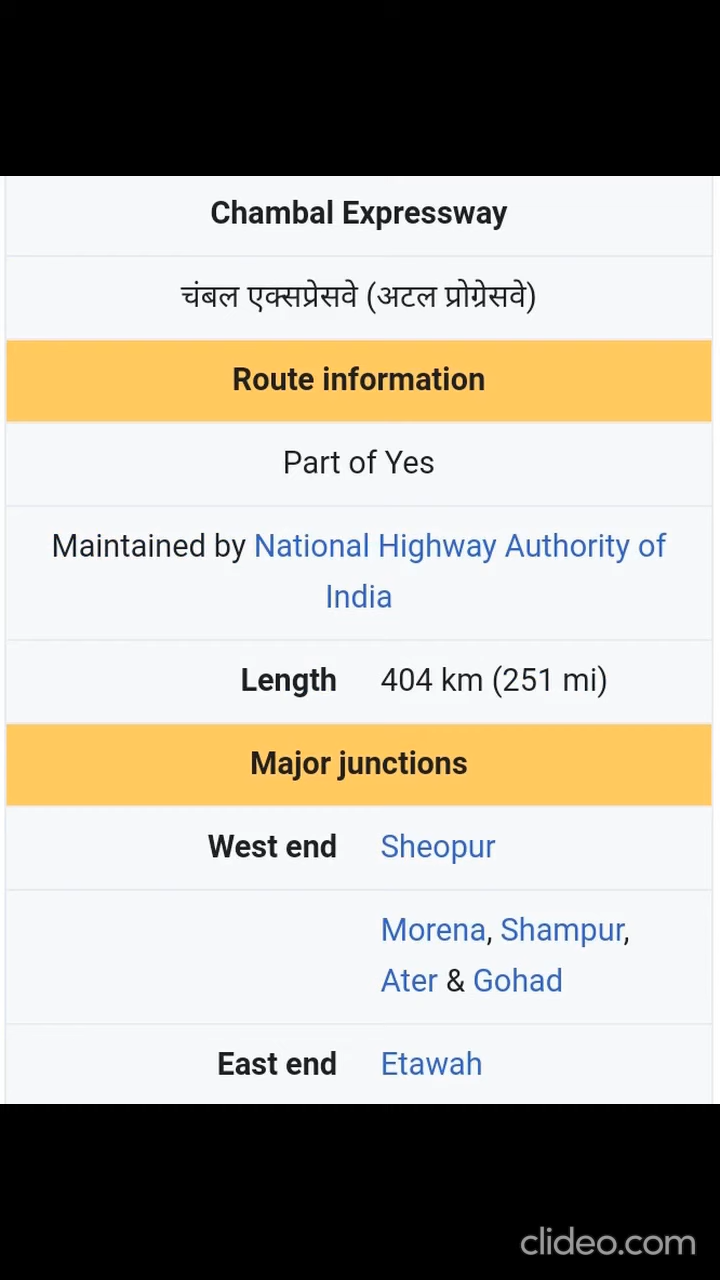 Chambal Expressway
चंबल एक्सप्रेसवे (अटल प्रोग्रेसवे)
Route information
Part of Yes
Maintained by National Highway Authority of
India
Length 404 km (251 mi)
Major junctions
West end Sheopur
Morena, Shampur,
Ater & Gohad
East end Etawah
clideo.com